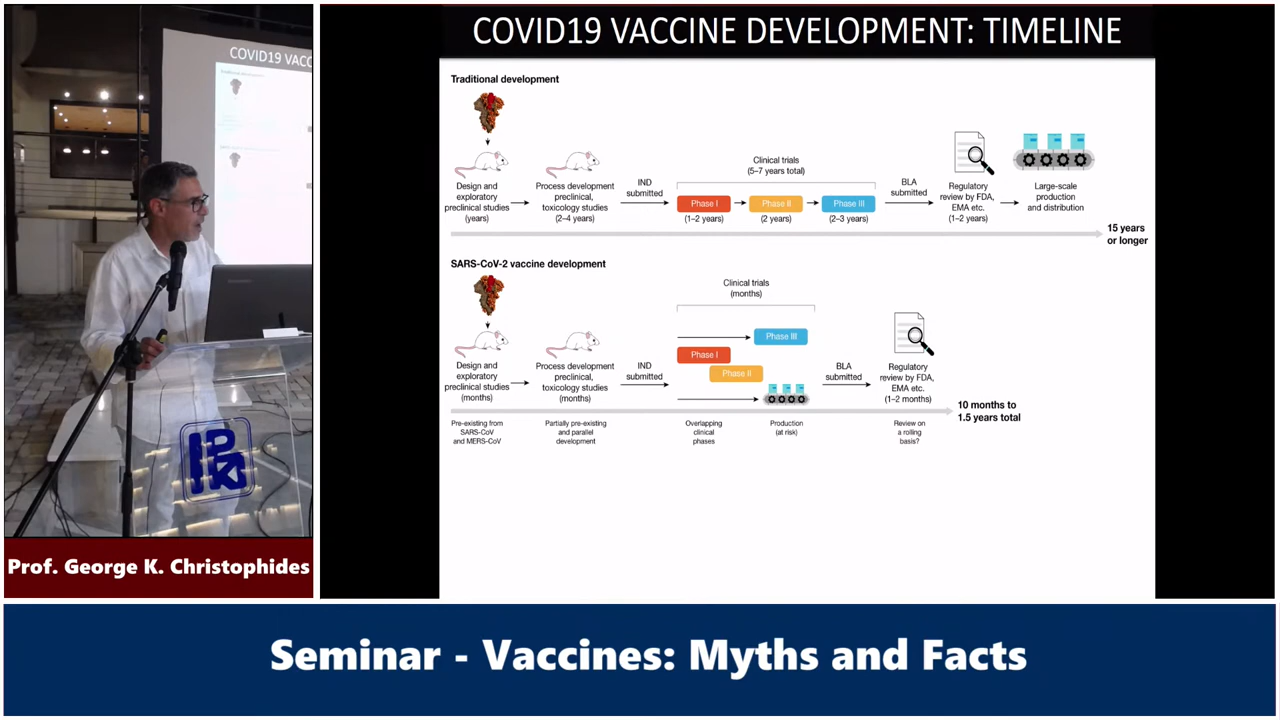 COVID19 VACC
COVID19 VACCINE DEVELOPMENT: TIMELINE
Traditional development
Design and
exploratory
preclinical studies
(years)
Process development
preclinical,
toxicology studies
(2–4 years)
IND
submitted
Clinical trials
(5–7 years total)
Phase I
(1–2 years)
Phase II
(2 years)
Phase III
(2–3 years)
BLA
submitted
Regulatory
review by FDA,
EMA etc.
(1–2 years)
Large-scale
production
and distribution
15 years
or longer
SARS-CoV-2 vaccine development
Design and
exploratory
preclinical studies
(months)
Process development
preclinical,
toxicology studies
(months)
IND
submitted
Clinical trials
(months)
Phase III
Phase I
Phase II
BLA
submitted
Regulatory
review by FDA,
EMA etc.
(1–2 months)
10 months to
1.5 years total
Pre-existing from
SARS-CoV
and MERS-CoV
Partially pre-existing
and parallel
development
Overlapping
clinical
phases
Production
(at risk)
Review on
a rolling
basis?
Prof. George K. Christophides
Seminar - Vaccines: Myths and Facts